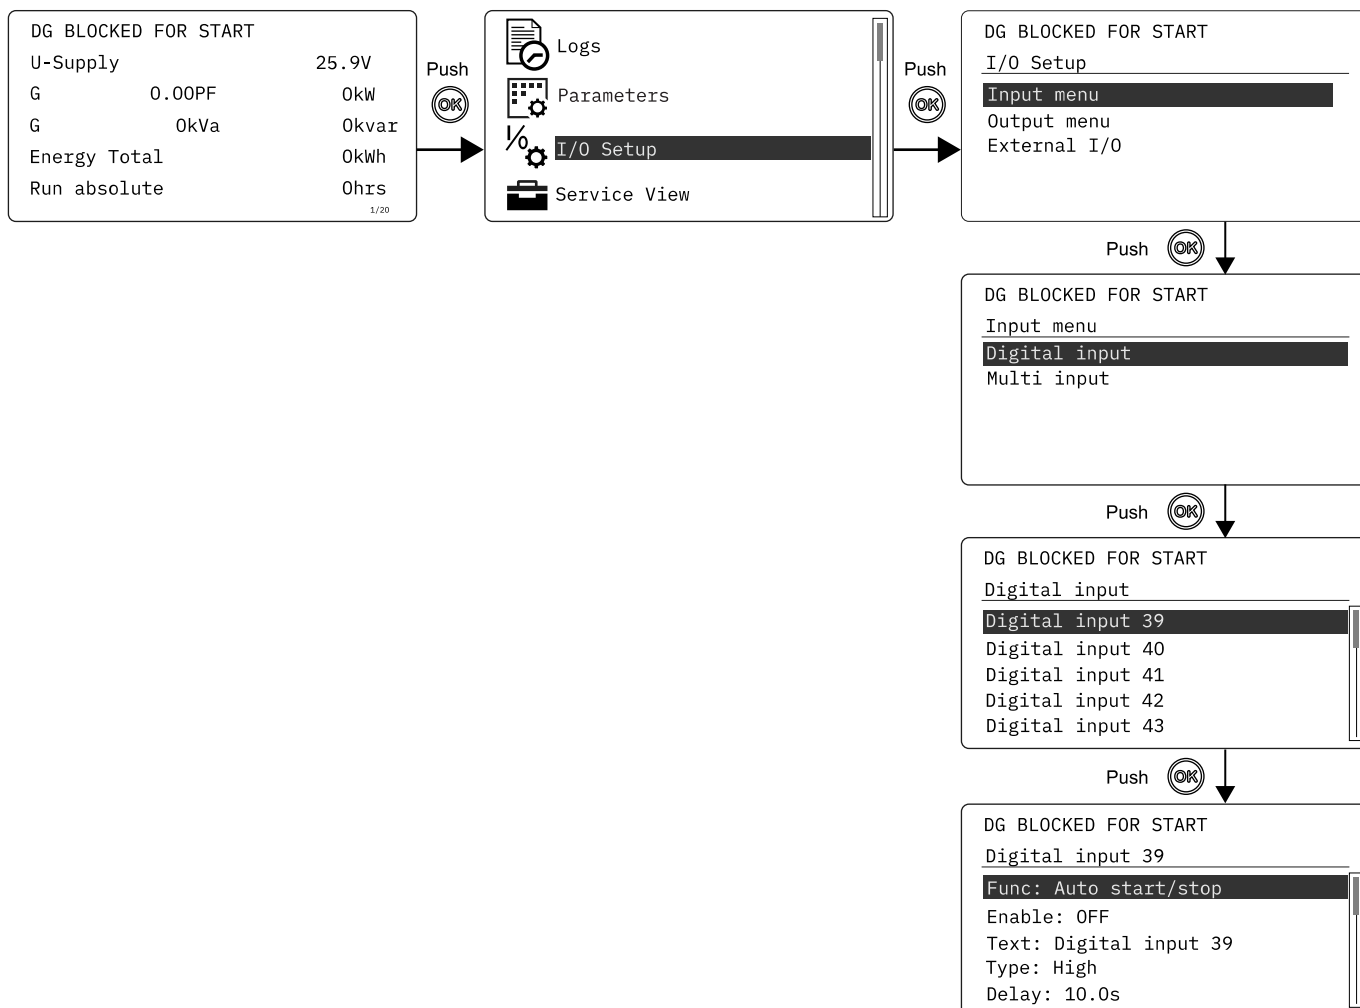 DG BLOCKED FOR START
U-Supply 25.9V
G 0.00PF 0kW
G 0kVa 0kvar
Energy Total 0kWh
Run absolute 0hrs
1/20
Push
OK
Logs
Parameters
I/O
I/O Setup
Service View
Push
OK
DG BLOCKED FOR START
I/O Setup
Input menu
Output menu
External I/O
Push OK
DG BLOCKED FOR START
Input menu
Digital input
Multi input
Push OK
DG BLOCKED FOR START
Digital input
Digital input 39
Digital input 40
Digital input 41
Digital input 42
Digital input 43
Push OK
DG BLOCKED FOR START
Digital input 39
Func: Auto start/stop
Enable: OFF
Text: Digital input 39
Type: High
Delay: 10.0s